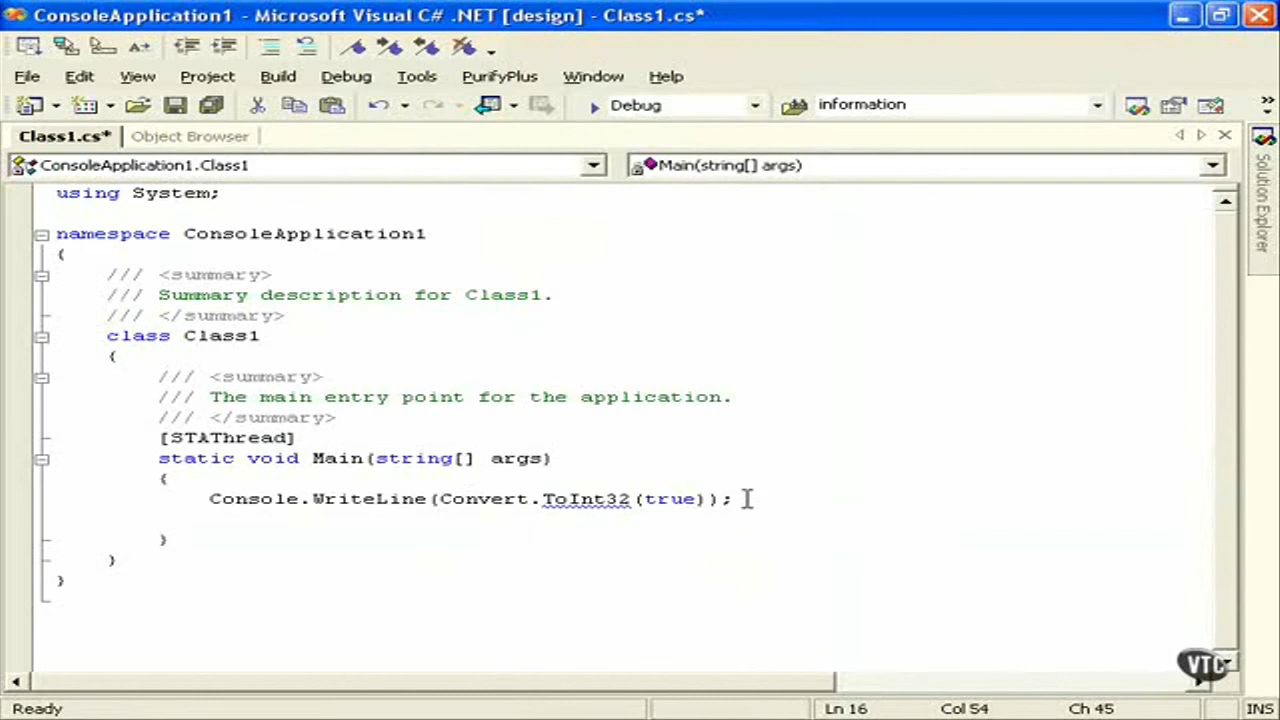 ConsoleApplication1 - Microsoft Visual C# .NET [design] - Class1.cs*
File Edit View Project Build Debug Tools PurifyPlus Window Help
Debug information
Class1.cs* Object Browser
ConsoleApplication1.Class1 Main(string[] args)
Solution Explorer
using System;
namespace ConsoleApplication1
{
/// <summary>
/// Summary description for Class1.
/// </summary>
class Class1
{
/// <summary>
/// The main entry point for the application.
/// </summary>
[STAThread]
static void Main(string[] args)
{
Console.WriteLine(Convert.ToInt32(true));
}
}
}
VTC
Ready Ln 16 Col 54 Ch 45 INS